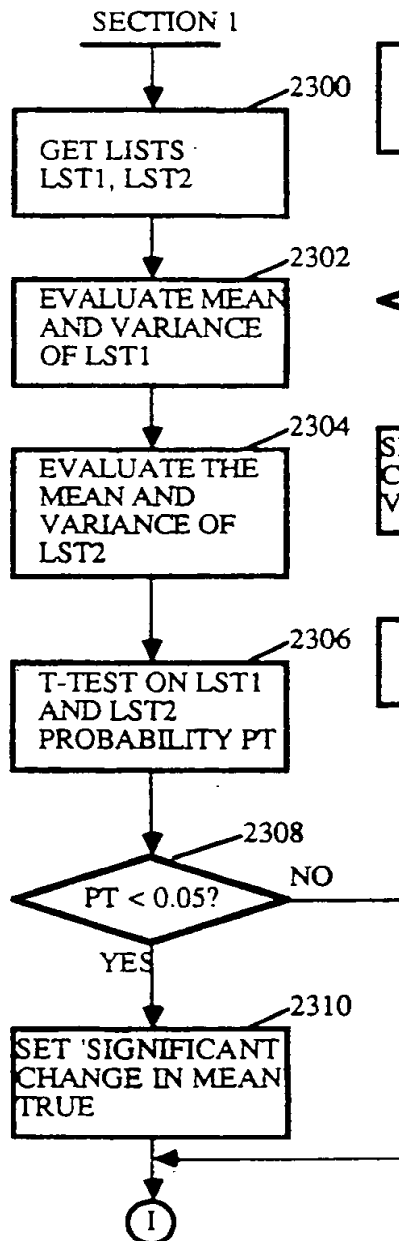 SECTION 1
2300
GET LISTS
LST1, LST2
2302
EVALUATE MEAN
AND VARIANCE
OF LST1
2304
EVALUATE THE
MEAN AND
VARIANCE OF
LST2
2306
T-TEST ON LST1
AND LST2
PROBABILITY PT
2308
PT < 0.05?
NO
YES
2310
SET 'SIGNIFICANT
CHANGE IN MEAN'
TRUE
I